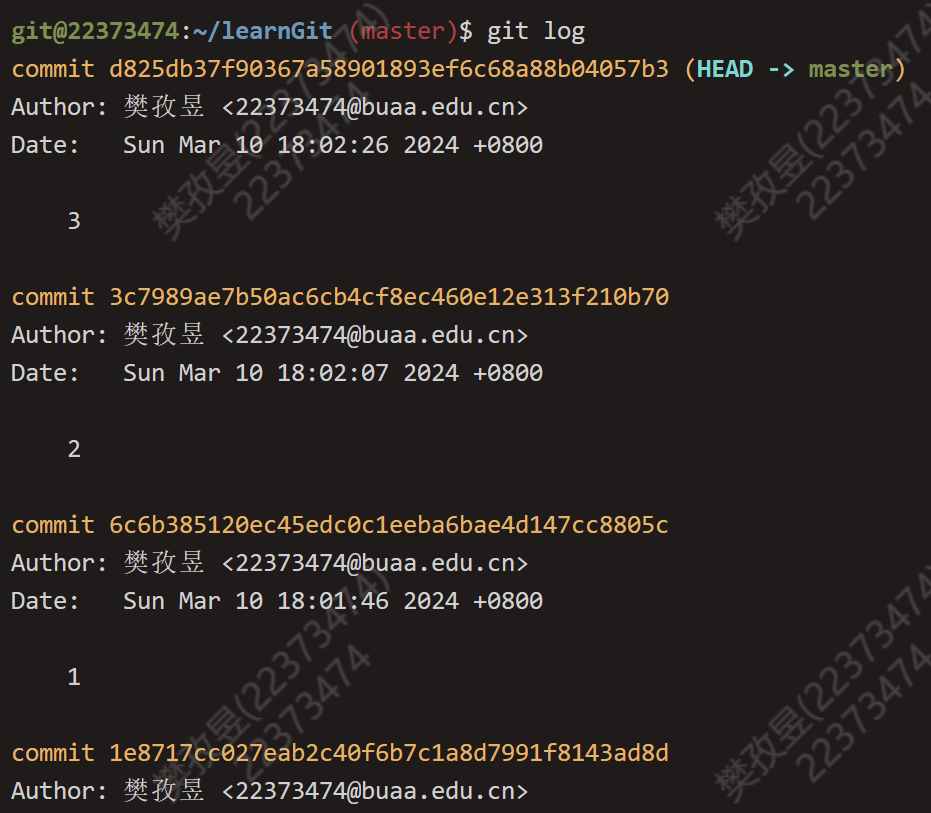 git@22373474:~/learnGit (master)$ git log
commit d825db37f90367a58901893ef6c68a88b04057b3 (HEAD -> master)
Author: 樊孜昱 <22373474@buaa.edu.cn>
Date:   Sun Mar 10 18:02:26 2024 +0800
3
commit 3c7989ae7b50ac6cb4cf8ec460e12e313f210b70
Author: 樊孜昱 <22373474@buaa.edu.cn>
Date:   Sun Mar 10 18:02:07 2024 +0800
2
commit 6c6b385120ec45edc0c1eeba6bae4d147cc8805c
Author: 樊孜昱 <22373474@buaa.edu.cn>
Date:   Sun Mar 10 18:01:46 2024 +0800
1
commit 1e8717cc027eab2c40f6b7c1a8d7991f8143ad8d
Author: 樊孜昱 <22373474@buaa.edu.cn>
樊孜昱(22373474)
22373474
樊孜昱(22373474)
22373474
樊孜昱(22373474)
22373474
樊孜昱(22373474)
22373474